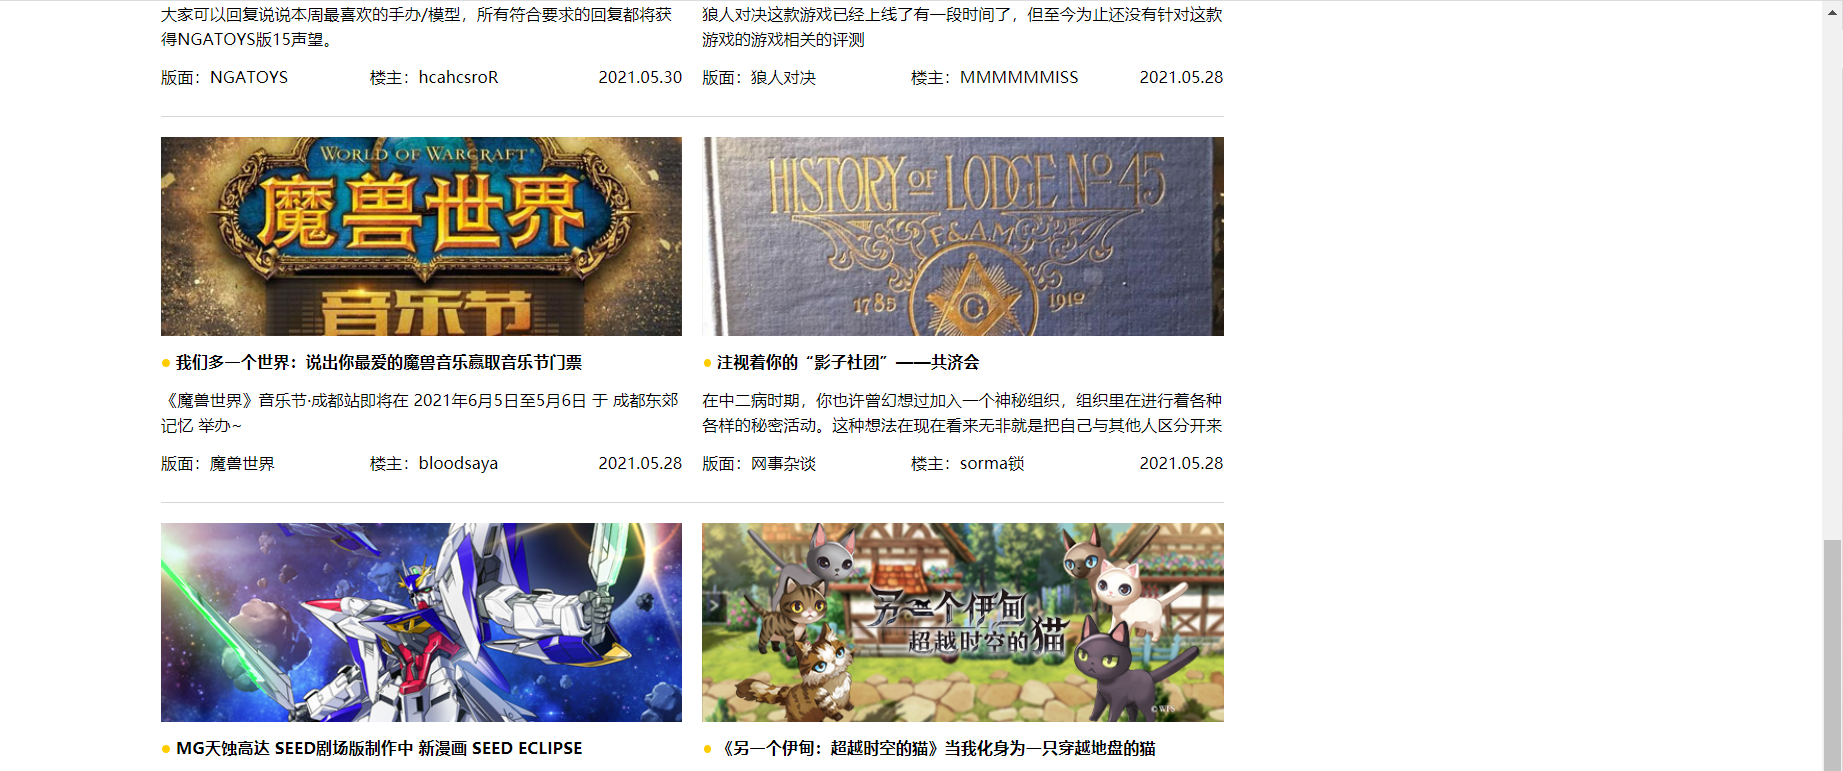 大家可以回复说说本周最喜欢的手办/模型，所有符合要求的回复都将获
得NGATOYS版15声望。
版面：NGATOYS 楼主：hcahcsroR 2021.05.30
狼人对决这款游戏已经上线了有一段时间了，但至今为止还没有针对这款
游戏的游戏相关的评测
版面：狼人对决 楼主：MMMMMMISS 2021.05.28
WORLD OF WARCRAFT
魔兽世界
音乐节
我们多一个世界：说出你最爱的魔兽音乐赢取音乐节门票
《魔兽世界》音乐节·成都站即将在 2021年6月5日至5月6日 于 成都东郊
记忆 举办~
版面：魔兽世界 楼主：bloodsaya 2021.05.28
HISTORY OF LODGE No 45
F.&A.M.
1785 G 1910
注视着你的“影子社团”——共济会
在中二病时期，你也许曾幻想过加入一个神秘组织，组织里在进行着各种
各样的秘密活动。这种想法在现在看来无非就是把自己与其他人区分开来
版面：网事杂谈 楼主：sorma锁 2021.05.28
MG天蚀高达 SEED剧场版制作中 新漫画 SEED ECLIPSE
另一个伊甸
超越时空的猫
©WFS
《另一个伊甸：超越时空的猫》当我化身为一只穿越地盘的猫